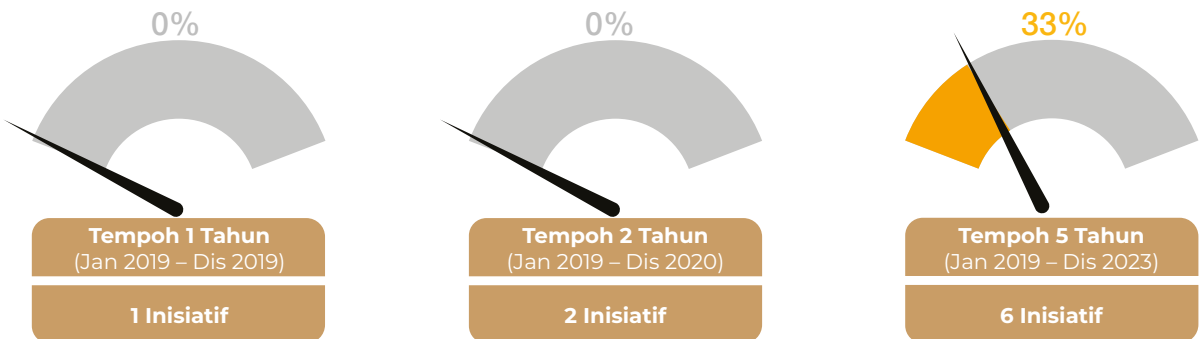 0%
Tempoh 1 Tahun
(Jan 2019 – Dis 2019)
1 Inisiatif
0%
Tempoh 2 Tahun
(Jan 2019 – Dis 2020)
2 Inisiatif
33%
Tempoh 5 Tahun
(Jan 2019 – Dis 2023)
6 Inisiatif